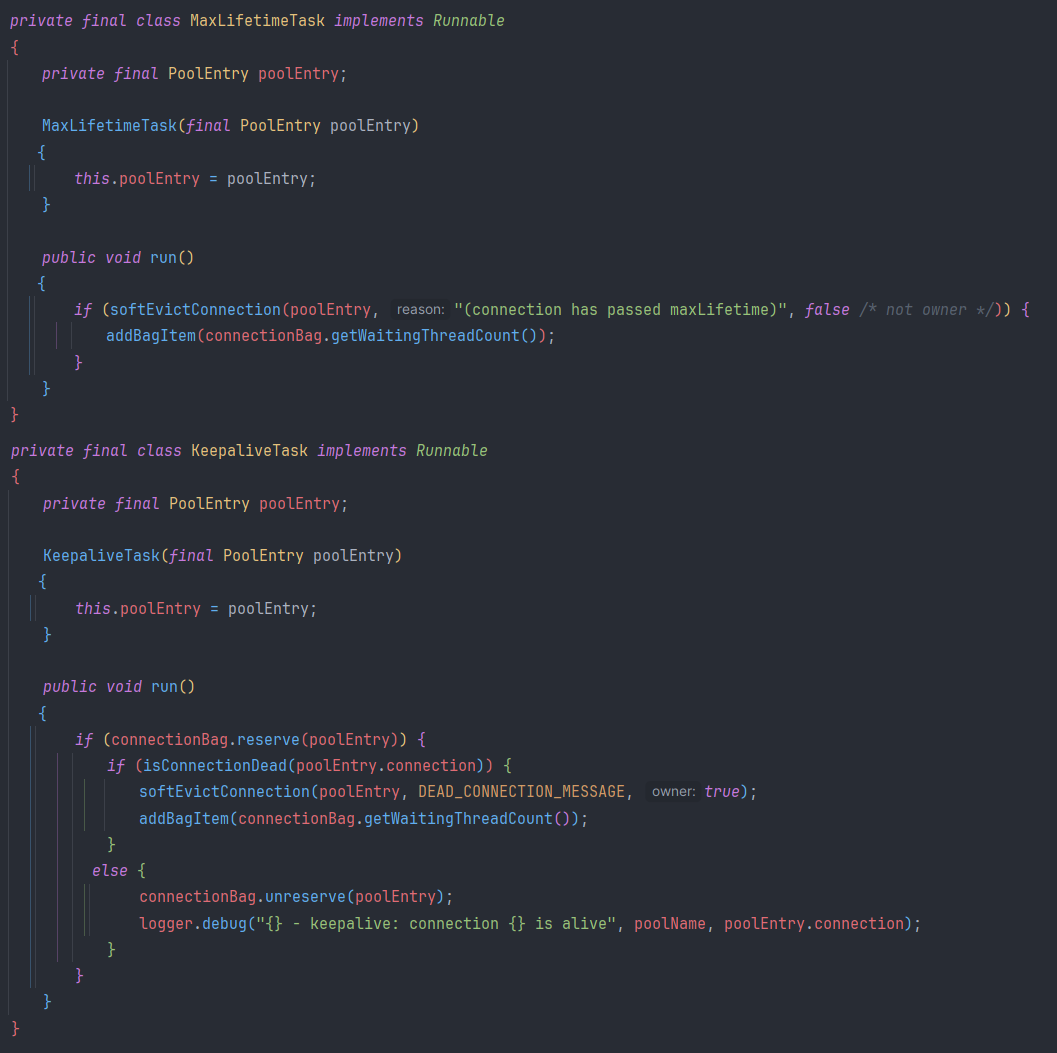 private final class MaxLifetimeTask implements Runnable
{
    private final PoolEntry poolEntry;

    MaxLifetimeTask(final PoolEntry poolEntry)
    {
        this.poolEntry = poolEntry;
    }

    public void run()
    {
        if (softEvictConnection(poolEntry, reason: "(connection has passed maxLifetime)", false /* not owner */)) {
            addBagItem(connectionBag.getWaitingThreadCount());
        }
    }
}
private final class KeepaliveTask implements Runnable
{
    private final PoolEntry poolEntry;

    KeepaliveTask(final PoolEntry poolEntry)
    {
        this.poolEntry = poolEntry;
    }

    public void run()
    {
        if (connectionBag.reserve(poolEntry)) {
            if (isConnectionDead(poolEntry.connection)) {
                softEvictConnection(poolEntry, DEAD_CONNECTION_MESSAGE, owner: true);
                addBagItem(connectionBag.getWaitingThreadCount());
            }
          else {
                connectionBag.unreserve(poolEntry);
                logger.debug("{} - keepalive: connection {} is alive", poolName, poolEntry.connection);
            }
        }
    }
}